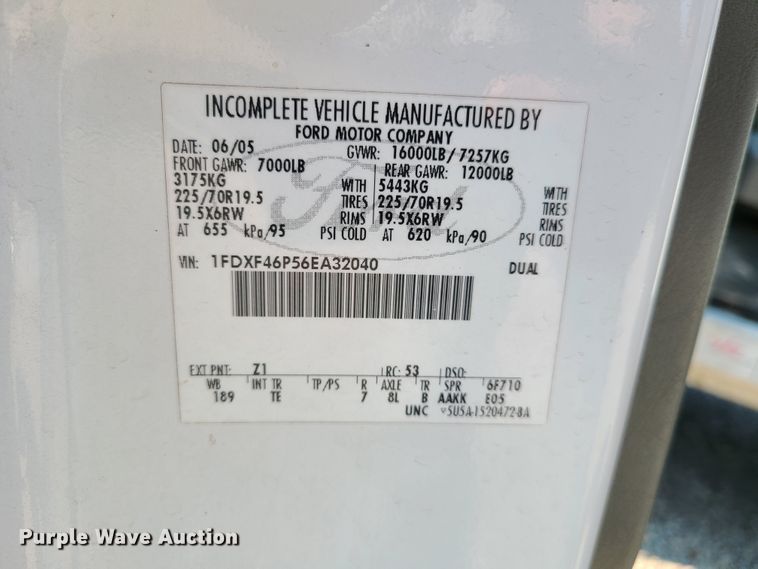 INCOMPLETE VEHICLE MANUFACTURED BY
FORD MOTOR COMPANY
DATE: 06/05 GVWR: 16000LB/ 7257KG
FRONT GAWR: 7000LB REAR GAWR: 12000LB
3175KG WITH 5443KG WITH
225/70R19.5 TIRES 225/70R19.5 TIRES
19.5X6RW RIMS 19.5X6RW RIMS
AT 655 kPa/95 PSI COLD AT 620 kPa/90 PSI COLD
VIN: 1FDXF46P56EA32040 DUAL
EXT PNT: Z1 RC: 53 DSO:
WB INT TR TP/PS R AXLE TR SPR 6F710
189 TE 7 8L B AAKK E05
UNC 5U5A-1520472-BA
Ford
Purple Wave Auction